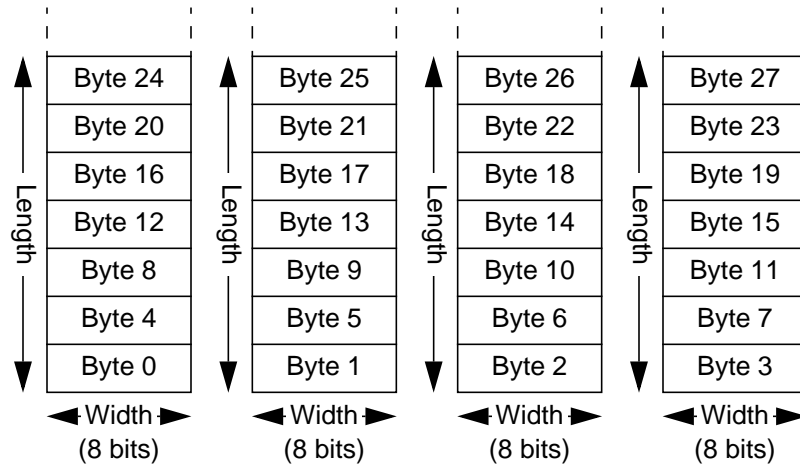 Byte 24 Byte 25 Byte 26 Byte 27
Byte 20 Byte 21 Byte 22 Byte 23
Byte 16 Byte 17 Byte 18 Byte 19
Byte 12 Byte 13 Byte 14 Byte 15
Byte 8 Byte 9 Byte 10 Byte 11
Byte 4 Byte 5 Byte 6 Byte 7
Byte 0 Byte 1 Byte 2 Byte 3
Length Length Length Length
Width Width Width Width
(8 bits) (8 bits) (8 bits) (8 bits)